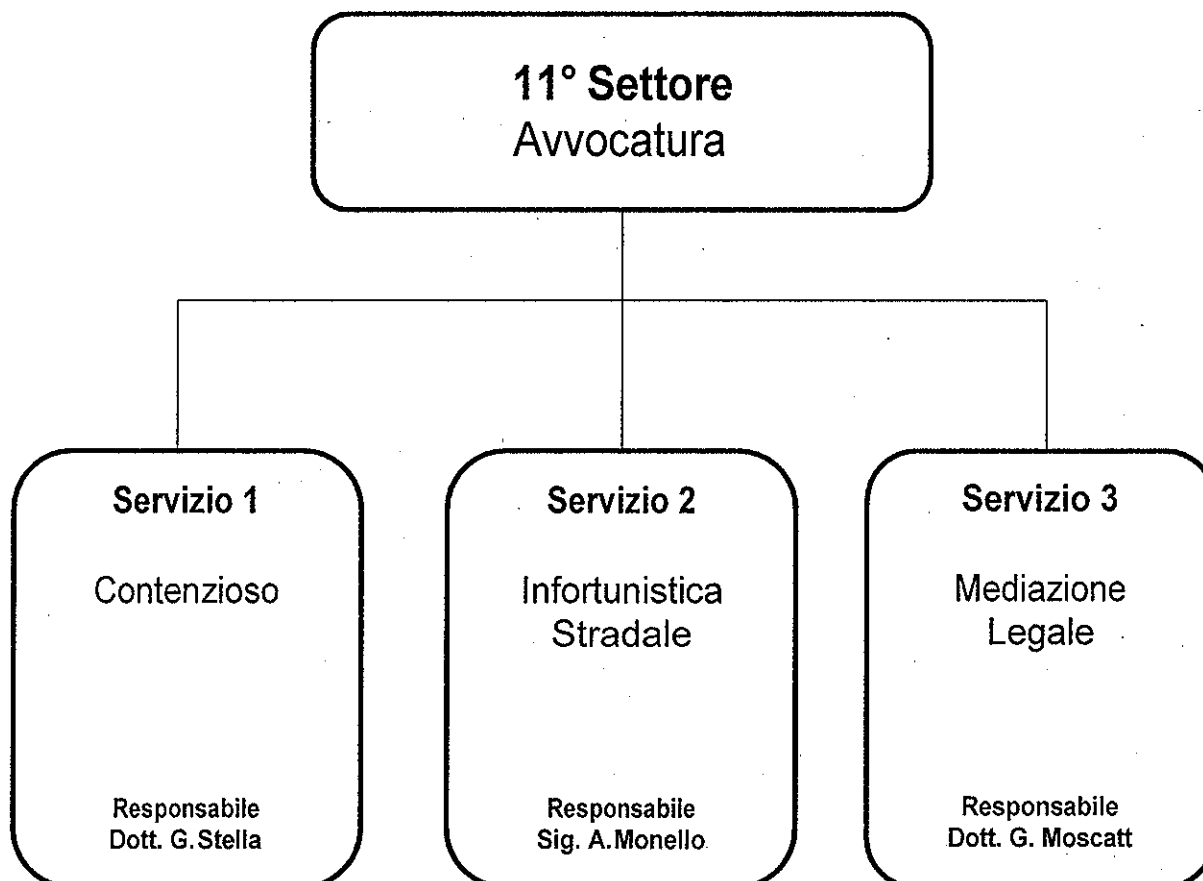 11° Settore
Avvocatura
Servizio 1
Contenzioso
Responsabile
Dott. G.Stella
Servizio 2
Infortunistica
Stradale
Responsabile
Sig. A.Monello
Servizio 3
Mediazione
Legale
Responsabile
Dott. G. Moscatt